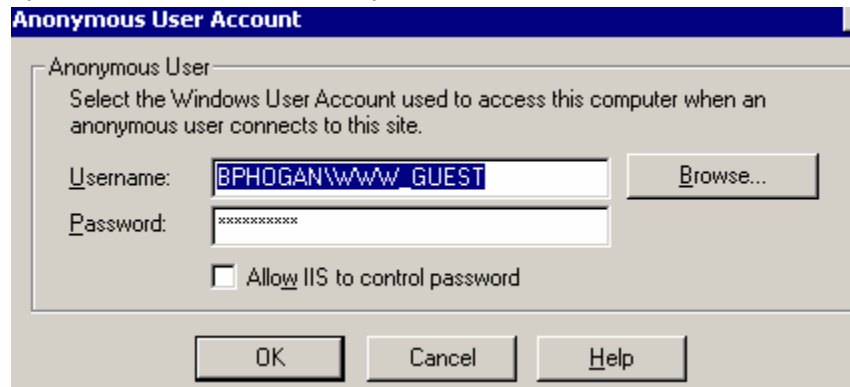 Anonymous User Account
Anonymous User
Select the Windows User Account used to access this computer when an
anonymous user connects to this site.
Username: BPHOGAN\WWW_GUEST Browse...
Password: **********
Allow IIS to control password
OK Cancel Help